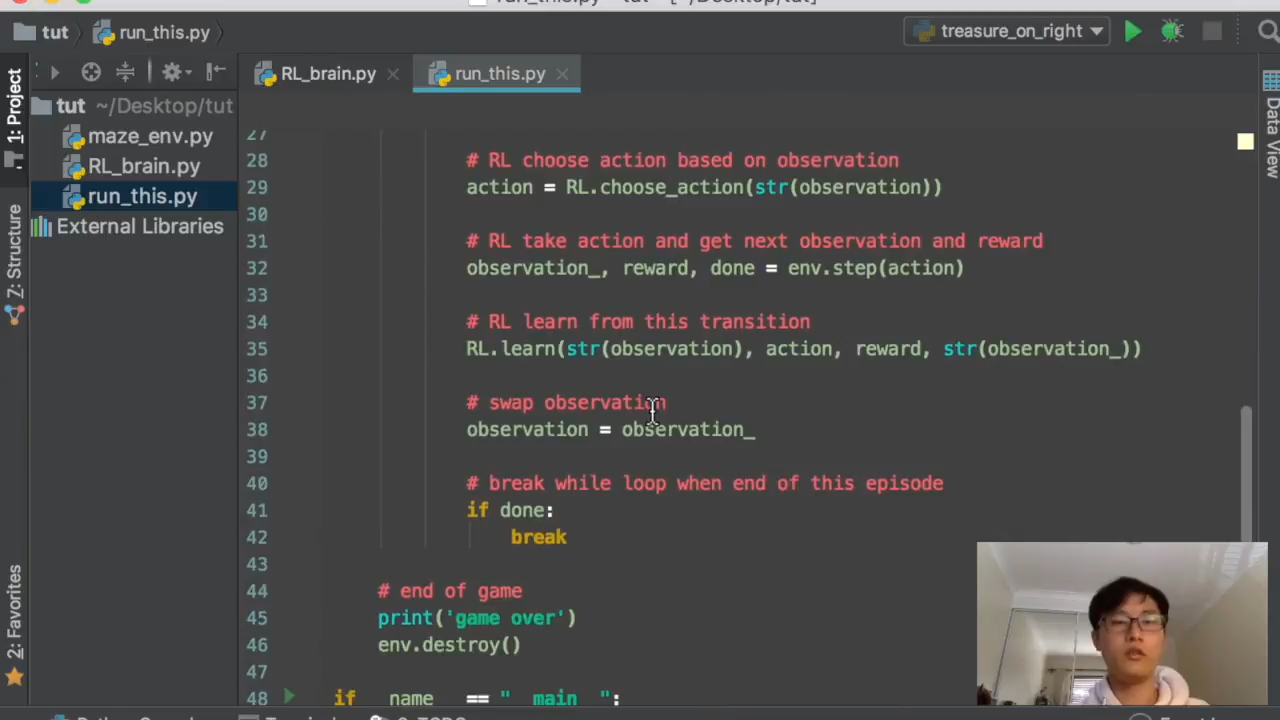 run_this.py - tut - [~/Desktop/tut]
tut run_this.py treasure_on_right
1: Project
Z: Structure
2: Favorites
Data View
RL_brain.py run_this.py
tut ~/Desktop/tut
maze_env.py
RL_brain.py
run_this.py
External Libraries
27
28 # RL choose action based on observation
29 action = RL.choose_action(str(observation))
30
31 # RL take action and get next observation and reward
32 observation_, reward, done = env.step(action)
33
34 # RL learn from this transition
35 RL.learn(str(observation), action, reward, str(observation_))
36
37 # swap observation
38 observation = observation_
39
40 # break while loop when end of this episode
41 if done:
42 break
43
44 # end of game
45 print('game over')
46 env.destroy()
47
48 if __name__ == "__main__":